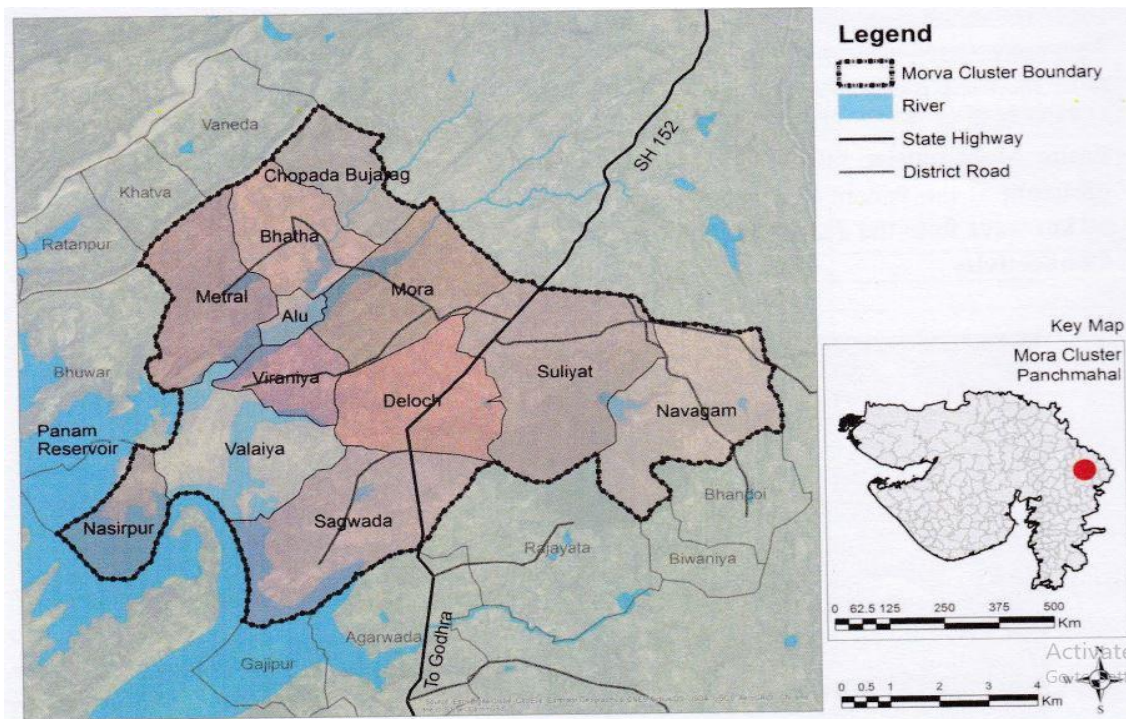 Legend
Morva Cluster Boundary
River
State Highway
District Road
Vaneda
SH 152
Khatva
Chopada Bujarag
Ratanpur
Bhatha
Metral
Mora
Alu
Bhuwar
Viraniya
Deloch
Suliyat
Navagam
Panam
Reservoir
Valaiya
Nasirpur
Sagwada
Bhandoi
Rajayata
Biwaniya
Agarwada
Gajipur
To Godhra
Key Map
Mora Cluster
Panchmahal
0 62.5 125 250 375 500
Km
Activate
0 0.5 1 2 3 4
Km
W
S